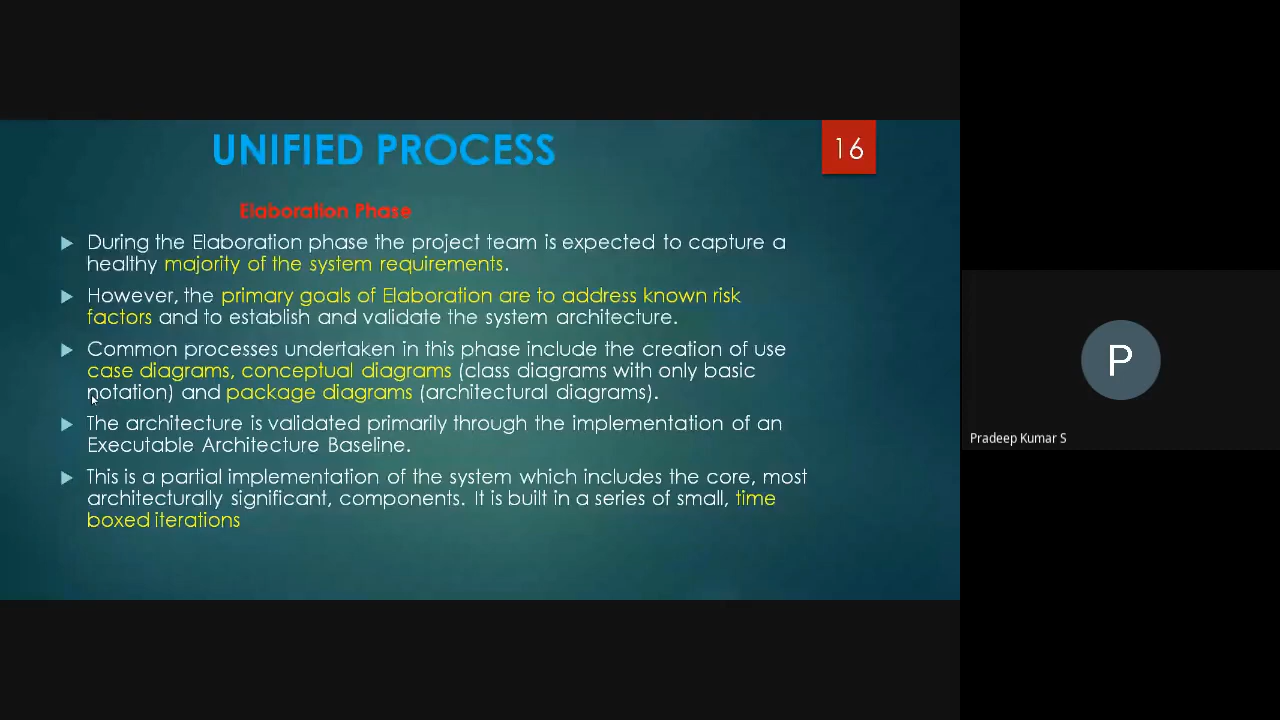 UNIFIED PROCESS
16
Elaboration Phase
During the Elaboration phase the project team is expected to capture a
healthy majority of the system requirements.
However, the primary goals of Elaboration are to address known risk
factors and to establish and validate the system architecture.
Common processes undertaken in this phase include the creation of use
case diagrams, conceptual diagrams (class diagrams with only basic
notation) and package diagrams (architectural diagrams).
The architecture is validated primarily through the implementation of an
Executable Architecture Baseline.
This is a partial implementation of the system which includes the core, most
architecturally significant, components. It is built in a series of small, time
boxed iterations
P
Pradeep Kumar S